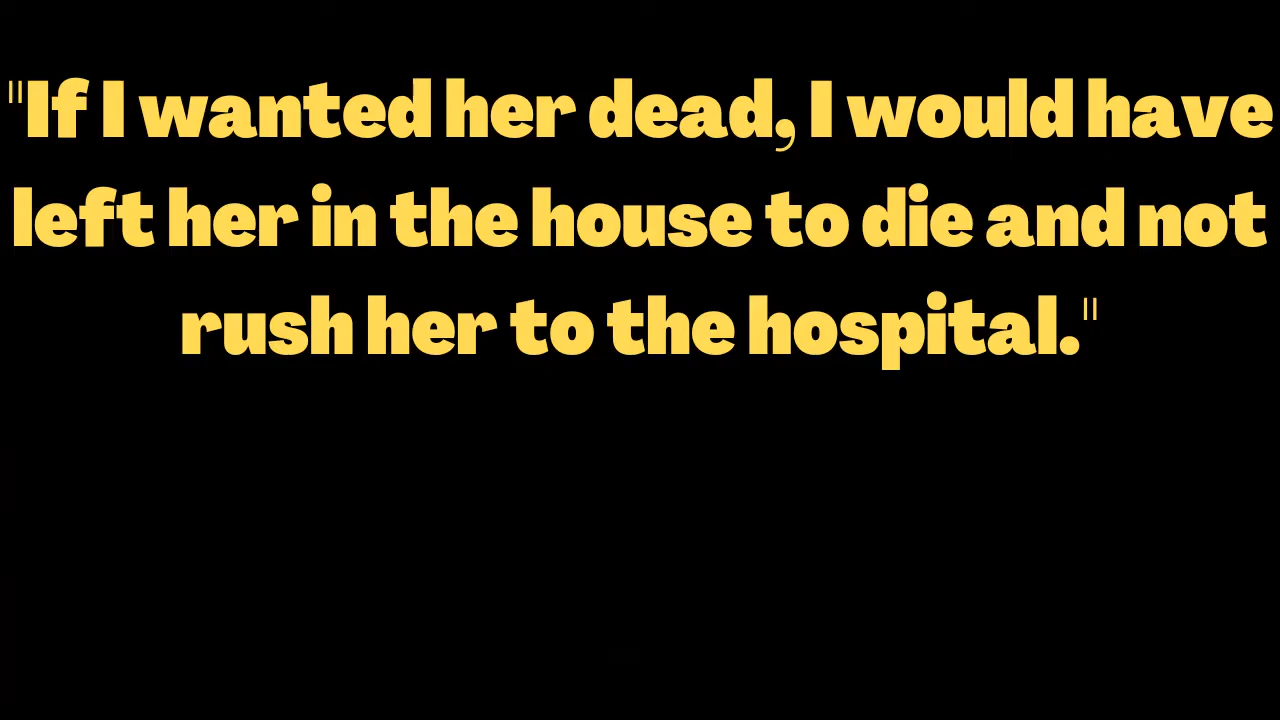 "If I wanted her dead, I would have
left her in the house to die and not
rush her to the hospital."